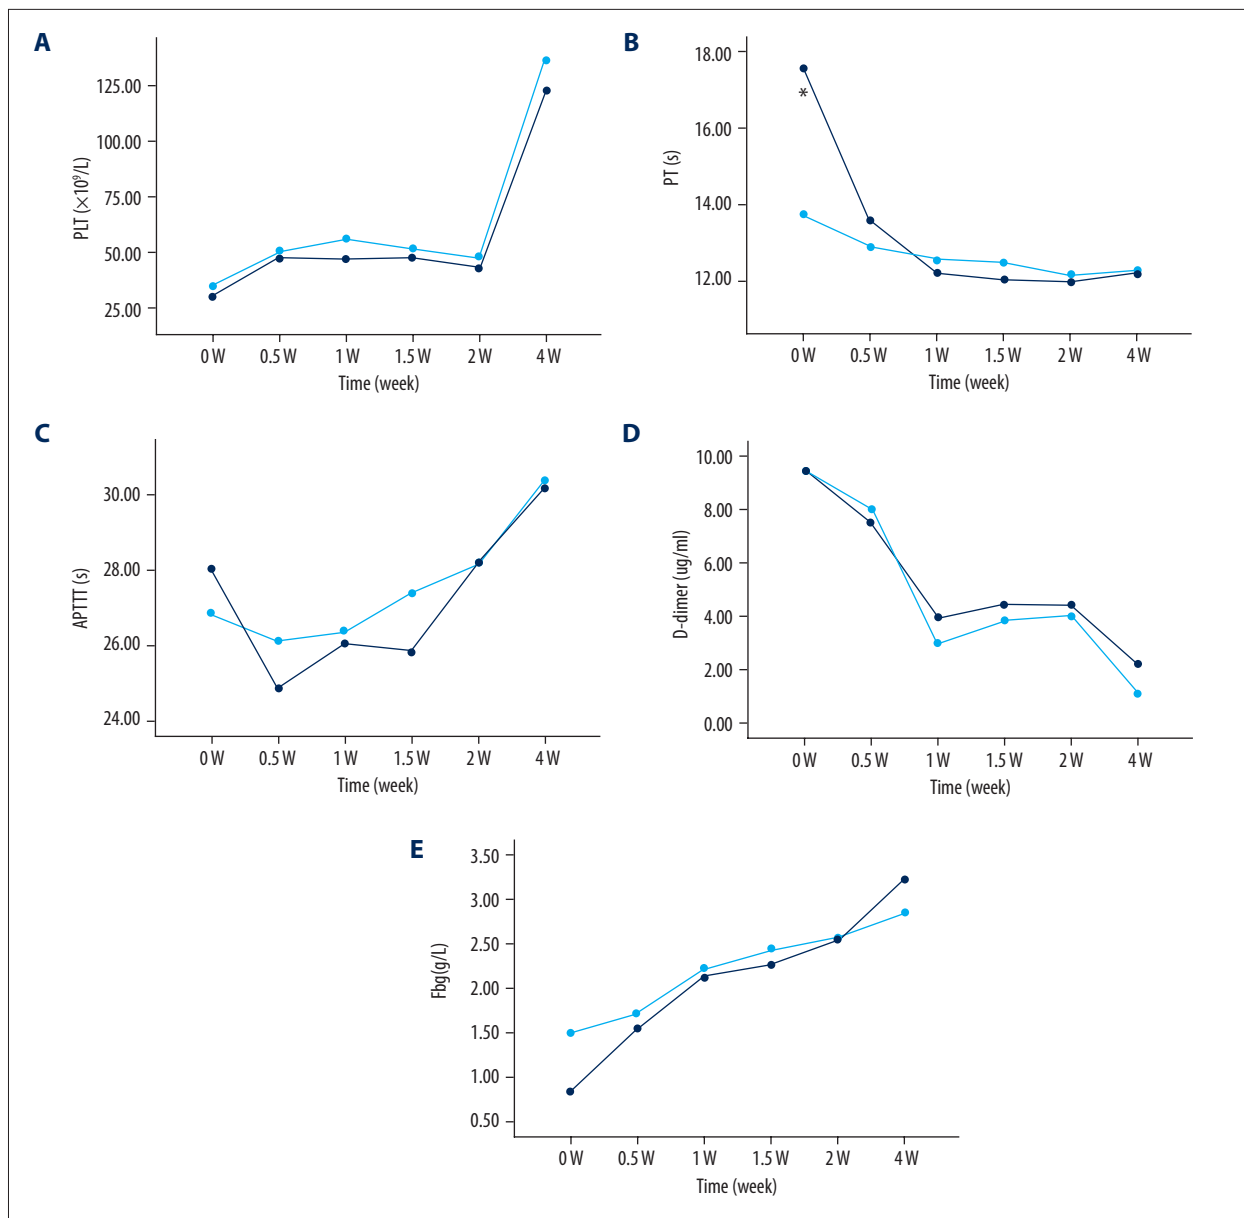 A
125.00
100.00
75.00
50.00
25.00
PLT (×10⁹/L)
0 W 0.5 W 1 W 1.5 W 2 W 4 W
Time (week)
B
18.00
16.00
14.00
12.00
PT (s)
*
0 W 0.5 W 1 W 1.5 W 2 W 4 W
Time (week)
C
30.00
28.00
26.00
24.00
APTTT (s)
0 W 0.5 W 1 W 1.5 W 2 W 4 W
Time (week)
D
10.00
8.00
6.00
4.00
2.00
0.00
D-dimer (ug/ml)
0 W 0.5 W 1 W 1.5 W 2 W 4 W
Time (week)
E
3.50
3.00
2.50
2.00
1.50
1.00
0.50
Fbg(g/L)
0 W 0.5 W 1 W 1.5 W 2 W 4 W
Time (week)